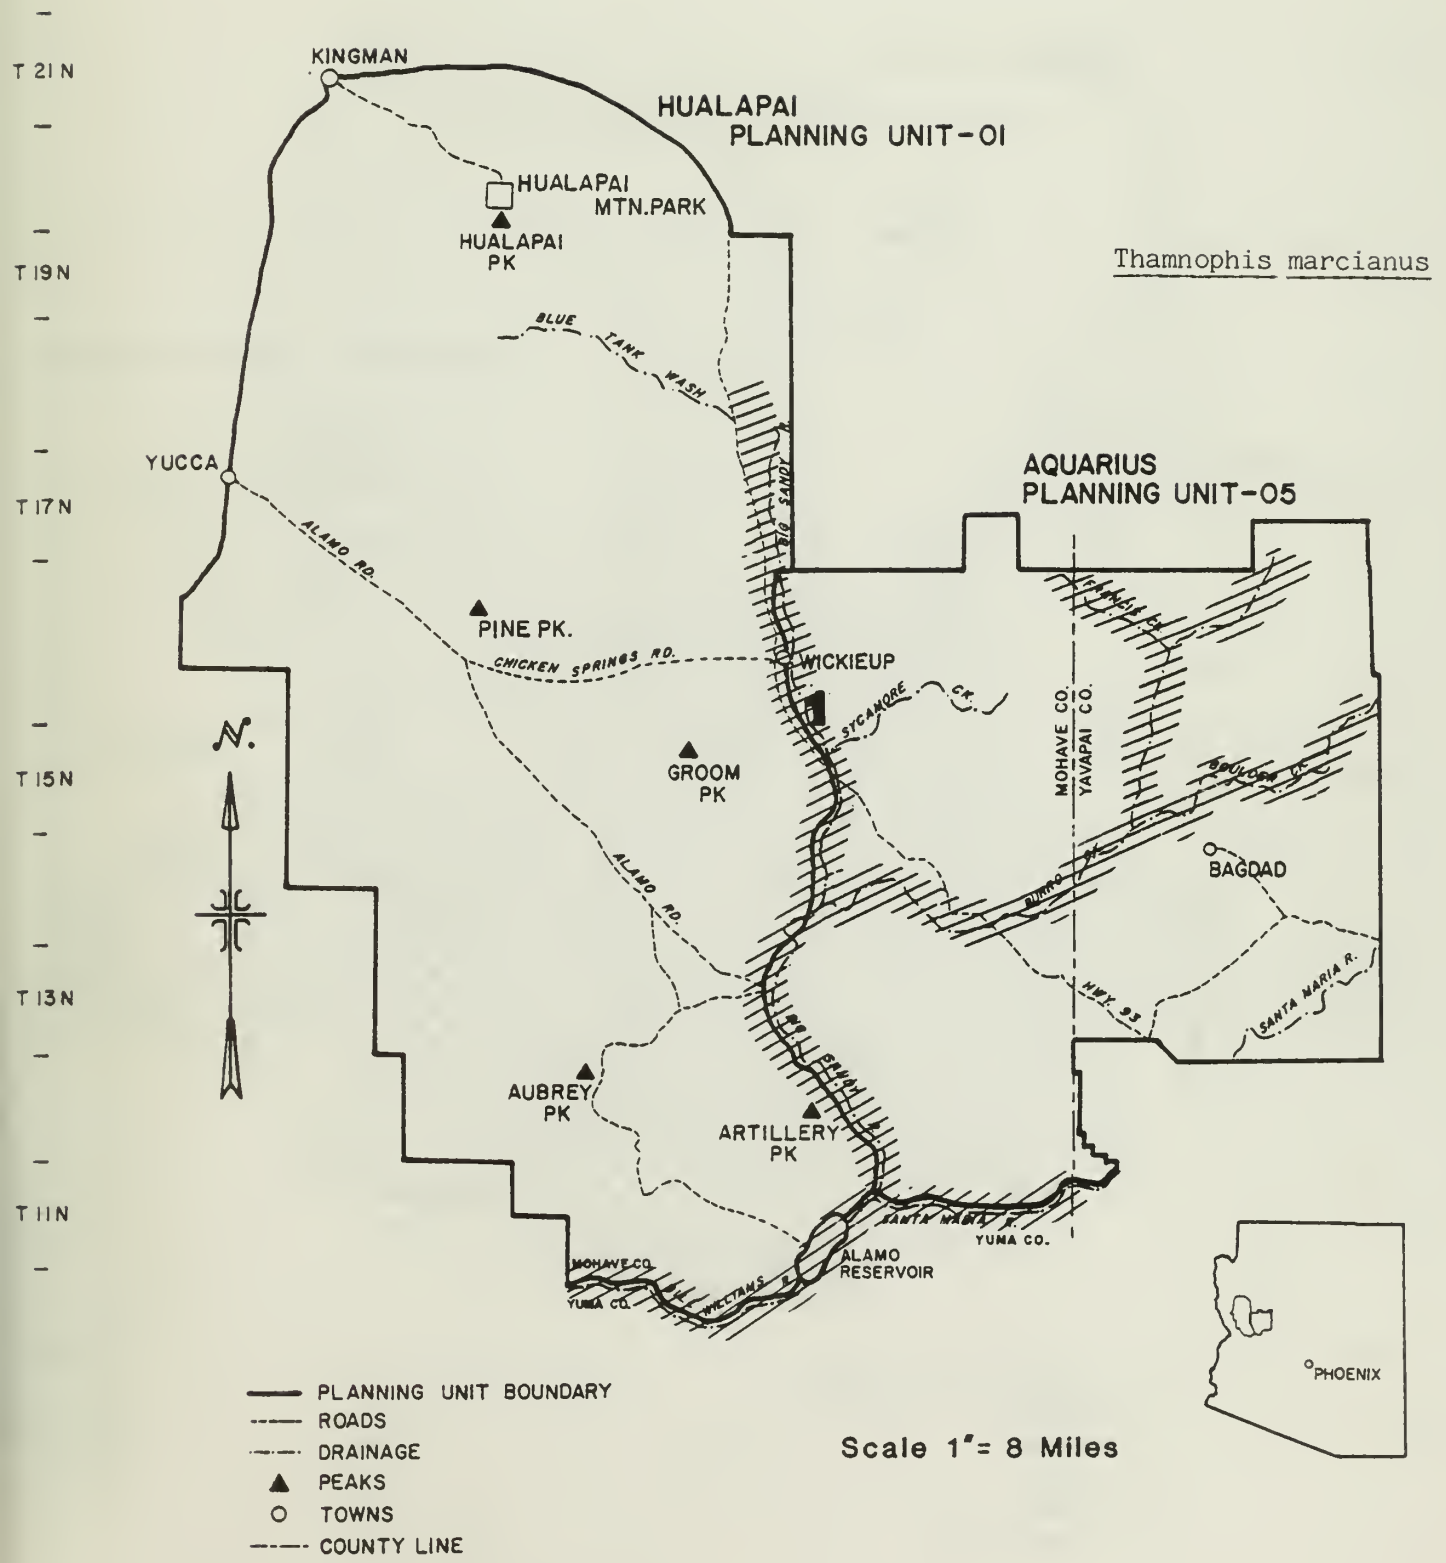 T 21 N
KINGMAN
HUALAPAI
PLANNING UNIT-01
HUALAPAI
MTN. PARK
HUALAPAI
PK
T 19 N
Thamnophis marcianus
BLUE TANK WASH
BIG SANDY R.
YUCCA
AQUARIUS
PLANNING UNIT-05
T 17 N
ALAMO RD.
FRANCIS CK.
PINE PK.
CHICKEN SPRINGS RD.
WICKIEUP
SYCAMORE CK.
MOHAVE CO.
YAVAPAI CO.
N.
T 15 N
GROOM
PK
BOULDER CK.
ALAMO RD.
BURRO CK.
BAGDAD
T 13 N
HWY. 93
SANTA MARIA R.
BIG SANDY R.
AUBREY
PK
ARTILLERY
PK
T 11 N
SANTA MARIA R.
YUMA CO.
ALAMO
RESERVOIR
MOHAVE CO.
YUMA CO.
BILL WILLIAMS R.
PHOENIX
PLANNING UNIT BOUNDARY
ROADS
DRAINAGE
PEAKS
TOWNS
COUNTY LINE
Scale 1"= 8 Miles